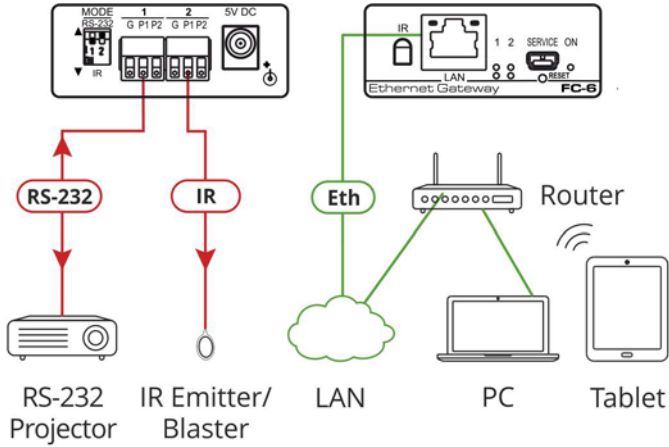 MODE 1 2 5V DC
RS-232 G P1 P2 G P1 P2
1 2
IR
IR
1 2 SERVICE ON
LAN RESET
Ethernet Gateway FC-6
RS-232 IR Eth
Router
RS-232 IR Emitter/ LAN PC Tablet
Projector Blaster